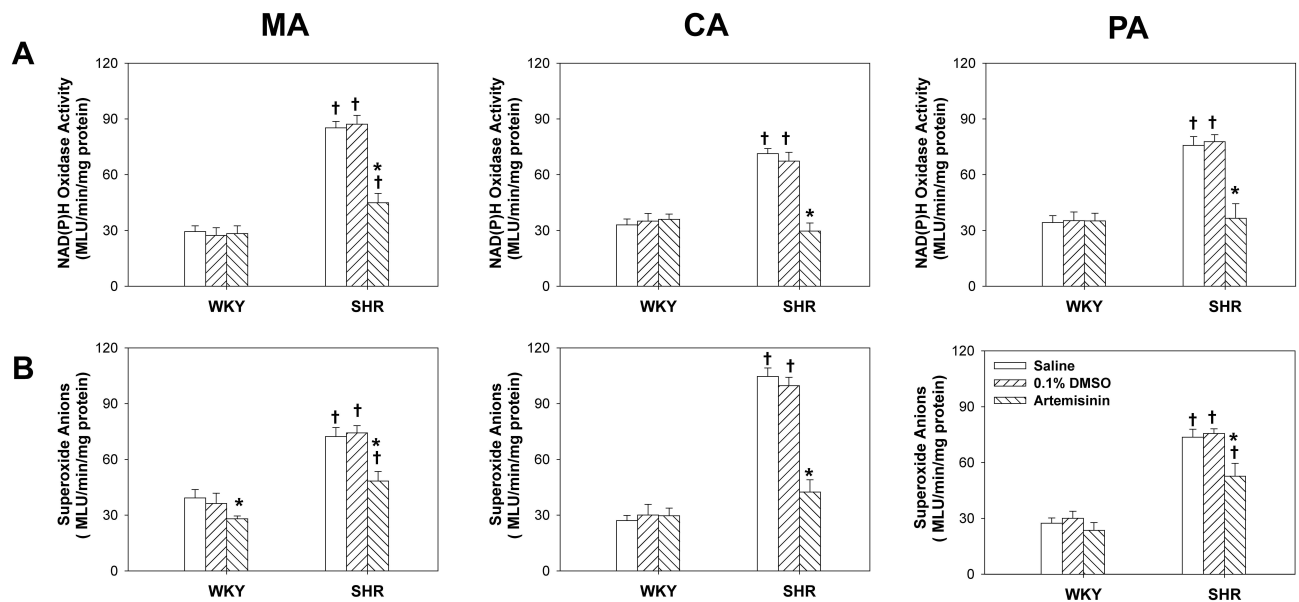 MA
CA
PA
A
NAD(P)H Oxidase Activity
(MLU/min/mg protein)
120
90
60
30
0
† † * †
WKY SHR
NAD(P)H Oxidase Activity
(MLU/min/mg protein)
120
90
60
30
0
† † *
WKY SHR
NAD(P)H Oxidase Activity
(MLU/min/mg protein)
120
90
60
30
0
† † *
WKY SHR
B
Superoxide Anions
( MLU/min/mg protein)
120
90
60
30
0
* † † * †
WKY SHR
Superoxide Anions
( MLU/min/mg protein)
120
90
60
30
0
† † *
WKY SHR
Superoxide Anions
( MLU/min/mg protein)
120
90
60
30
0
Saline
0.1% DMSO
Artemisinin
† † * †
WKY SHR